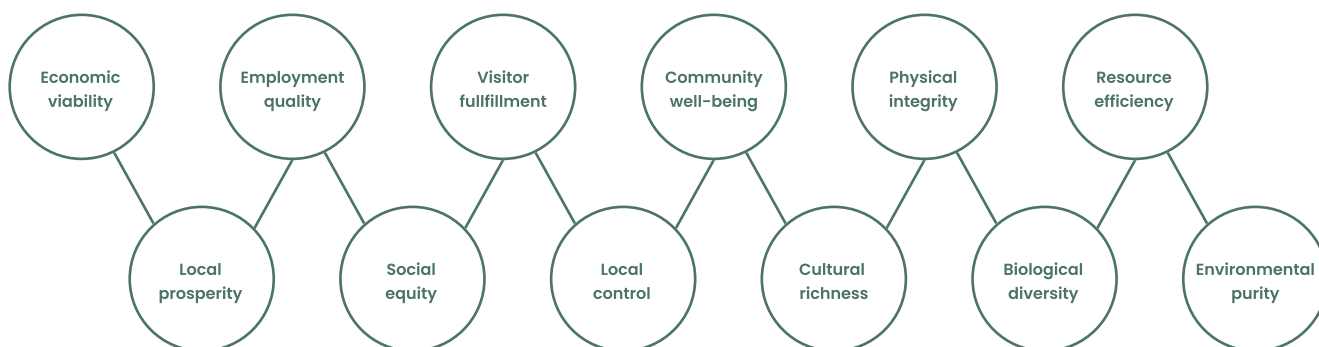 Economic
viability
Employment
quality
Visitor
fullfillment
Community
well-being
Physical
integrity
Resource
efficiency
Local
prosperity
Social
equity
Local
control
Cultural
richness
Biological
diversity
Environmental
purity